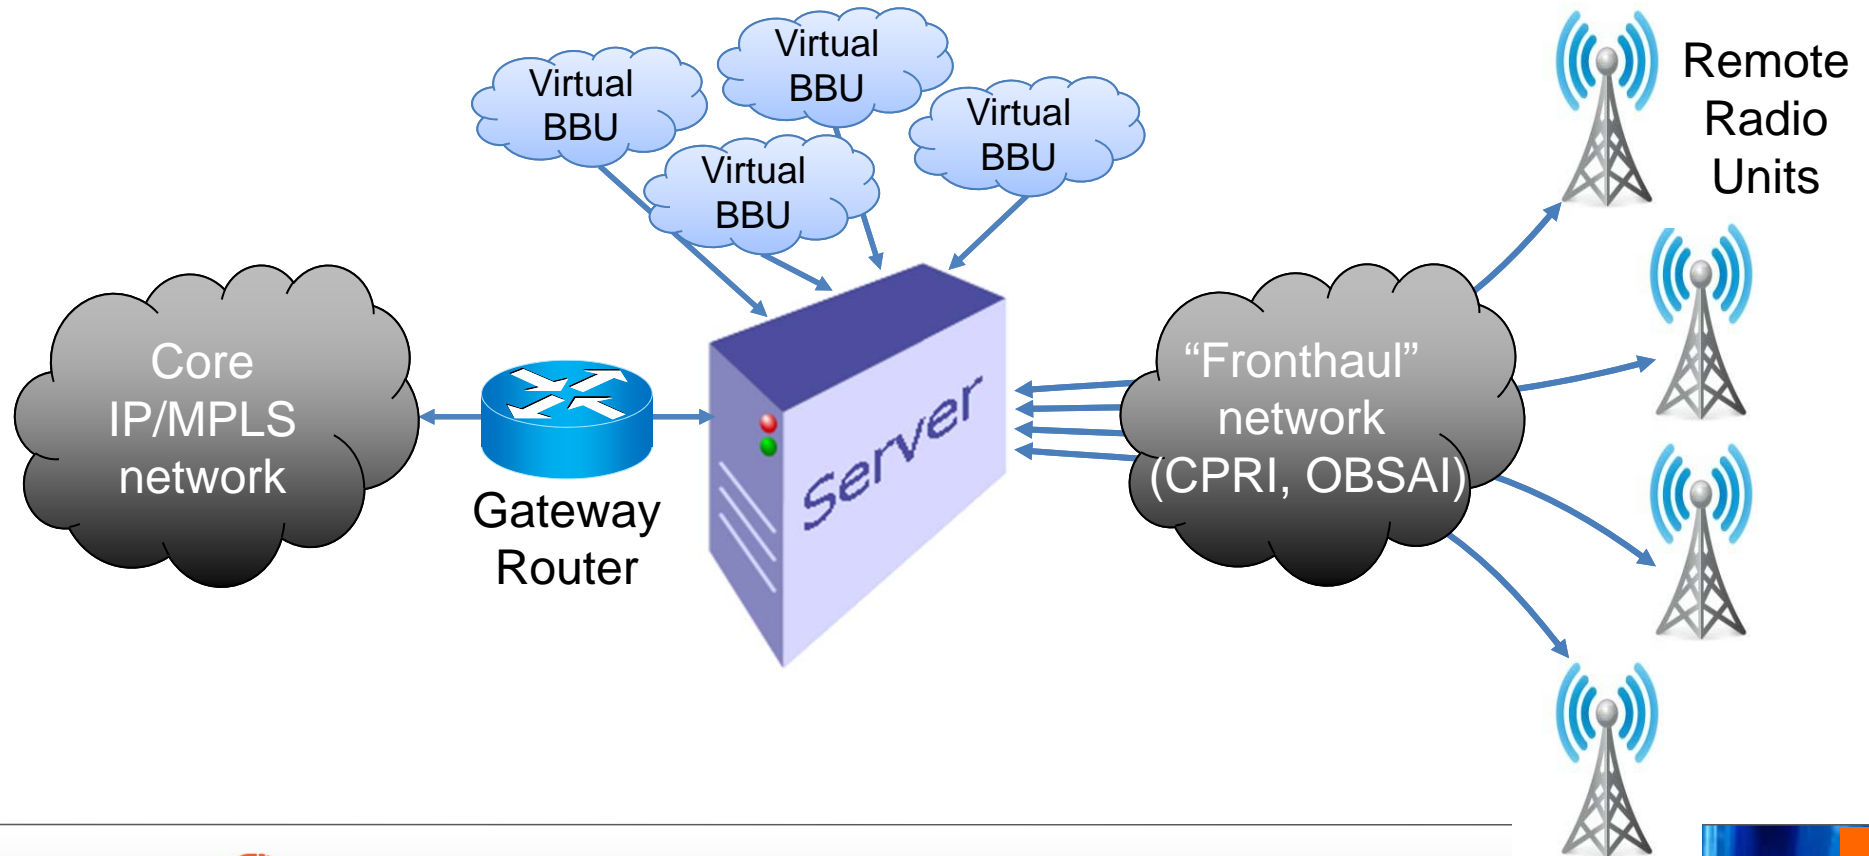 Virtual
BBU
Virtual
BBU
Virtual
BBU
Virtual
BBU
Remote
Radio
Units
Core
IP/MPLS
network
Gateway
Router
Server
“Fronthaul”
network
(CPRI, OBSAI)